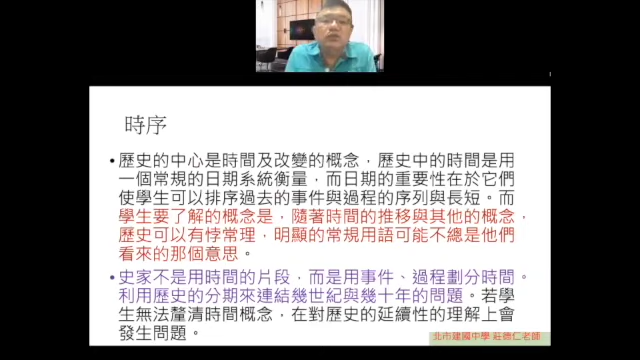 時序
•歷史的中心是時間及改變的概念，歷史中的時間是用
一個常規的日期系統衡量，而日期的重要性在於它們
使學生可以排序過去的事件與過程的序列與長短。而
學生要了解的概念是，隨著時間的推移與其他的概念，
歷史可以有悖常理，明顯的常規用語可能不總是他們
看來的那個意思。
•史家不是用時間的片段，而是用事件、過程劃分時間。
利用歷史的分期來連結幾世紀與幾十年的問題。若學
生無法釐清時間概念，在對歷史的延續性的理解上會
發生問題。
北市建國中學 莊德仁老師